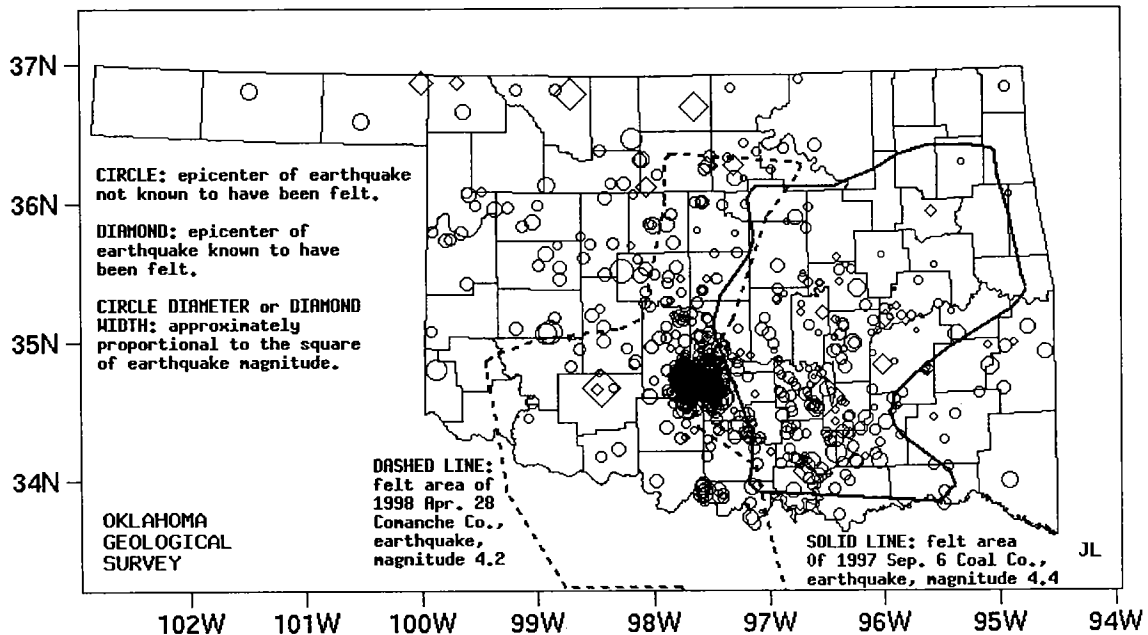 37N
36N
35N
34N
CIRCLE: epicenter of earthquake
not known to have been felt.
DIAMOND: epicenter of
earthquake known to have
been felt.
CIRCLE DIAMETER or DIAMOND
WIDTH: approximately
proportional to the square
of earthquake magnitude.
DASHED LINE:
felt area of
1998 Apr. 28
Comanche Co.,
earthquake,
magnitude 4.2
OKLAHOMA
GEOLOGICAL
SURVEY
SOLID LINE: felt area
Of 1997 Sep. 6 Coal Co.,
earthquake, magnitude 4.4
JL
102W 101W 100W 99W 98W 97W 96W 95W 94W